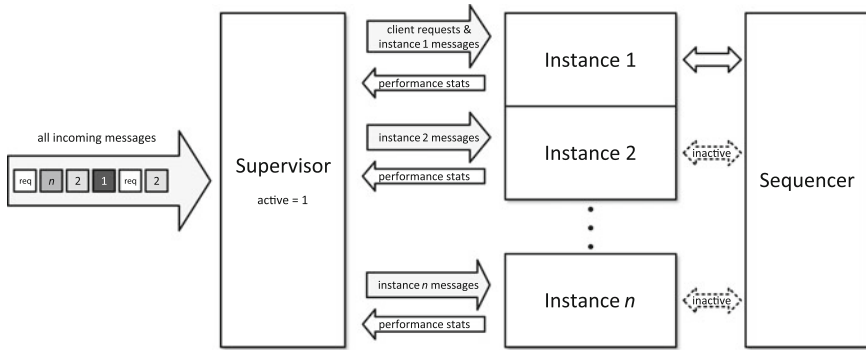 all incoming messages
req n 2 1 req 2
Supervisor
active = 1
client requests &
instance 1 messages
performance stats
instance 2 messages
performance stats
instance n messages
performance stats
Instance 1
Instance 2
Instance n
inactive
inactive
Sequencer